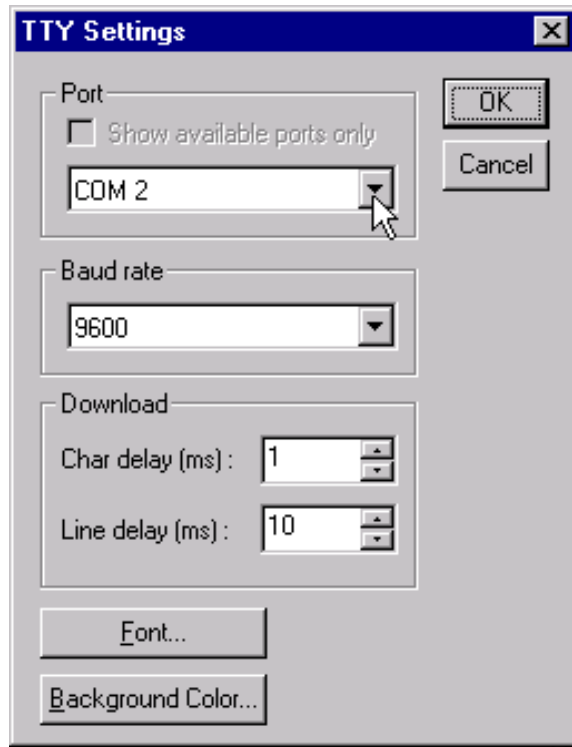 TTY Settings
Port
Show available ports only
COM 2
OK
Cancel
Baud rate
9600
Download
Char delay (ms) : 1
Line delay (ms) : 10
Font...
Background Color...